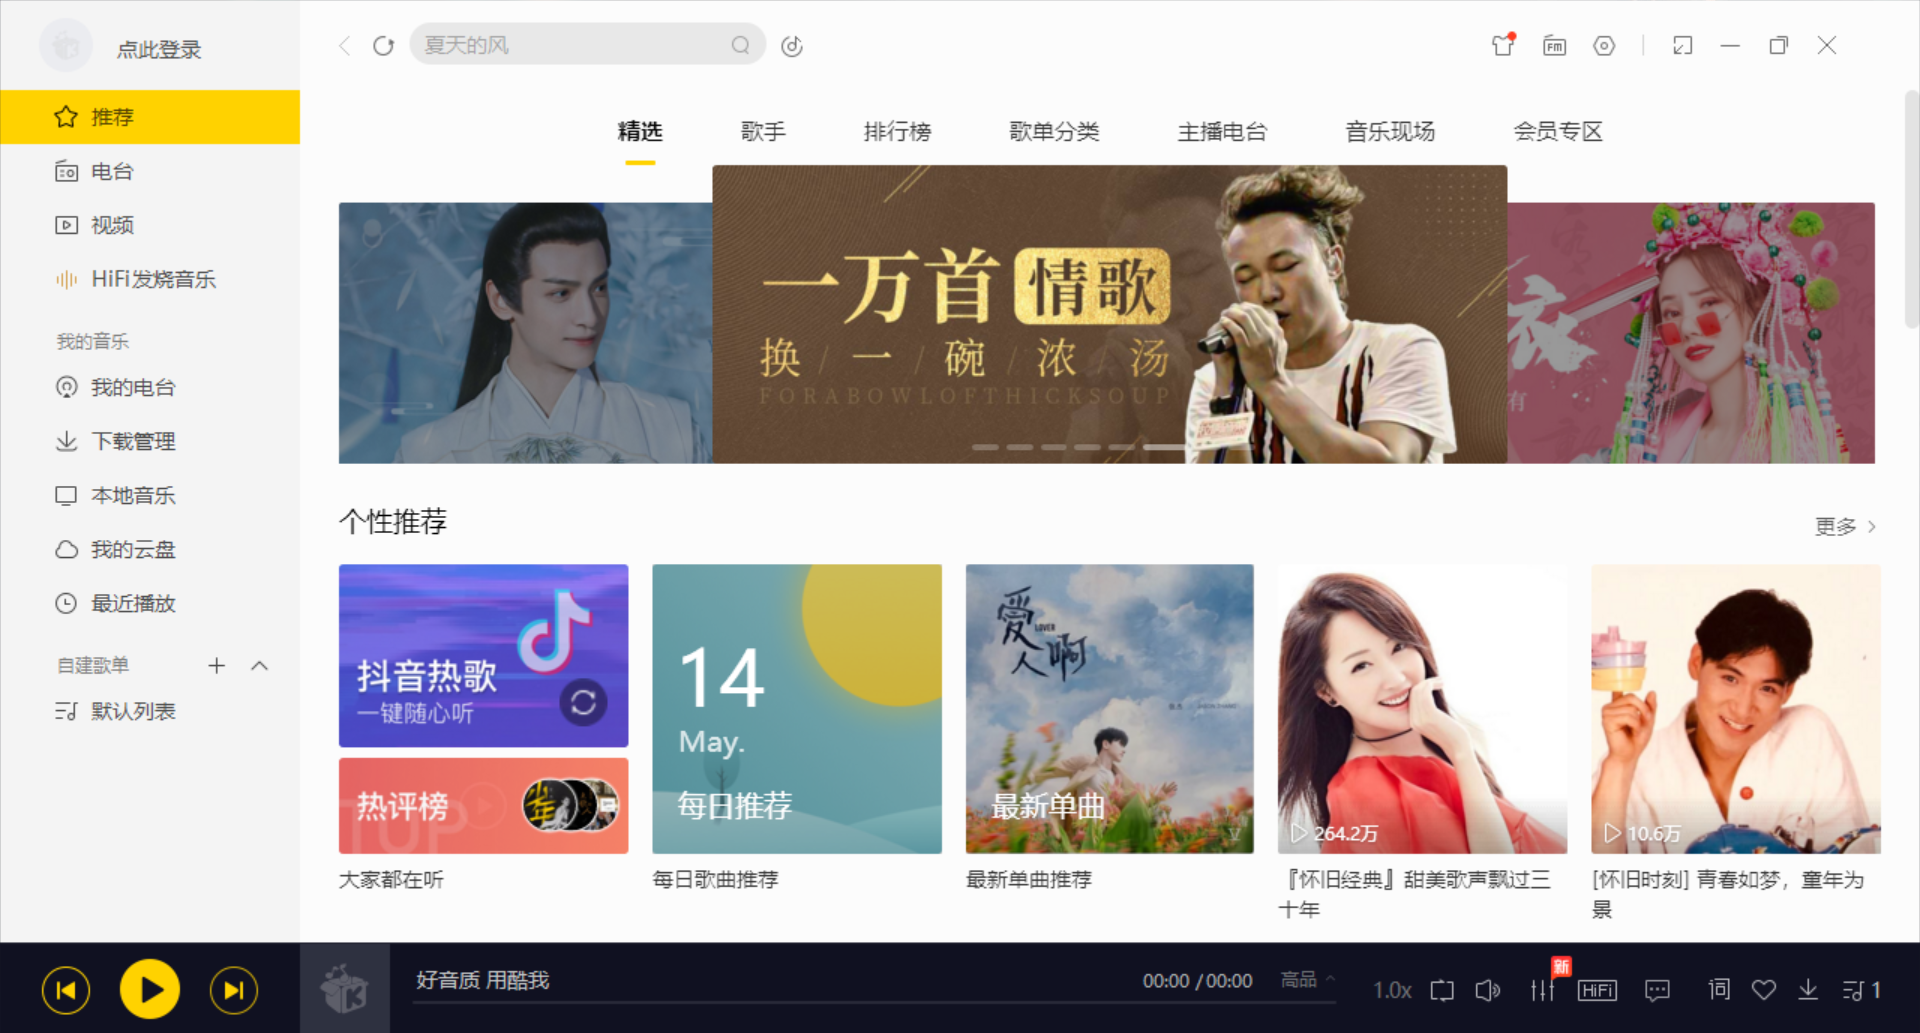 点此登录
夏天的风
推荐
电台
视频
HiFi发烧音乐
我的音乐
我的电台
下载管理
本地音乐
我的云盘
最近播放
自建歌单
默认列表
FM
精选 歌手 排行榜 歌单分类 主播电台 音乐现场 会员专区
一万首情歌
换/一/碗/浓/汤
FORABOWLOFTHICKSOUP
衣
有
个性推荐
更多
抖音热歌
一键随心听
热评榜
TOP
少年
大家都在听
14
May.
每日推荐
每日歌曲推荐
爱人啊
LOVER
最新单曲
最新单曲推荐
264.2万
『怀旧经典』甜美歌声飘过三
十年
10.6万
[怀旧时刻] 青春如梦，童年为
景
好音质 用酷我
00:00 / 00:00
高品
1.0x
新
HiFi
词
1